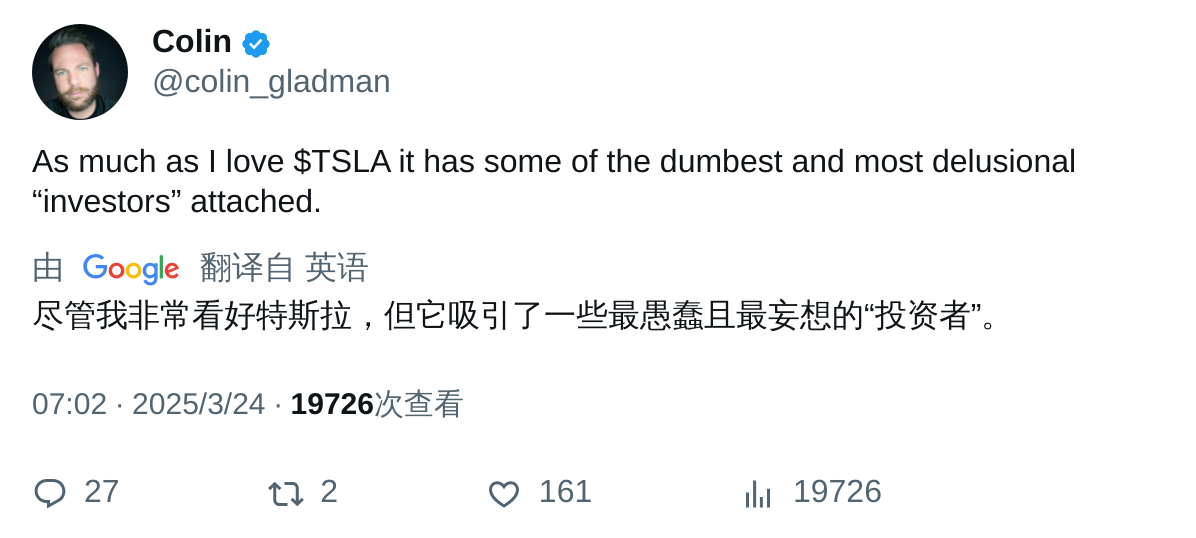 Colin
@colin_gladman
As much as I love $TSLA it has some of the dumbest and most delusional
“investors” attached.
由 Google 翻译自 英语
尽管我非常看好特斯拉，但它吸引了一些最愚蠢且最妄想的“投资者”。
07:02 · 2025/3/24 · 19726次查看
27 2 161 19726